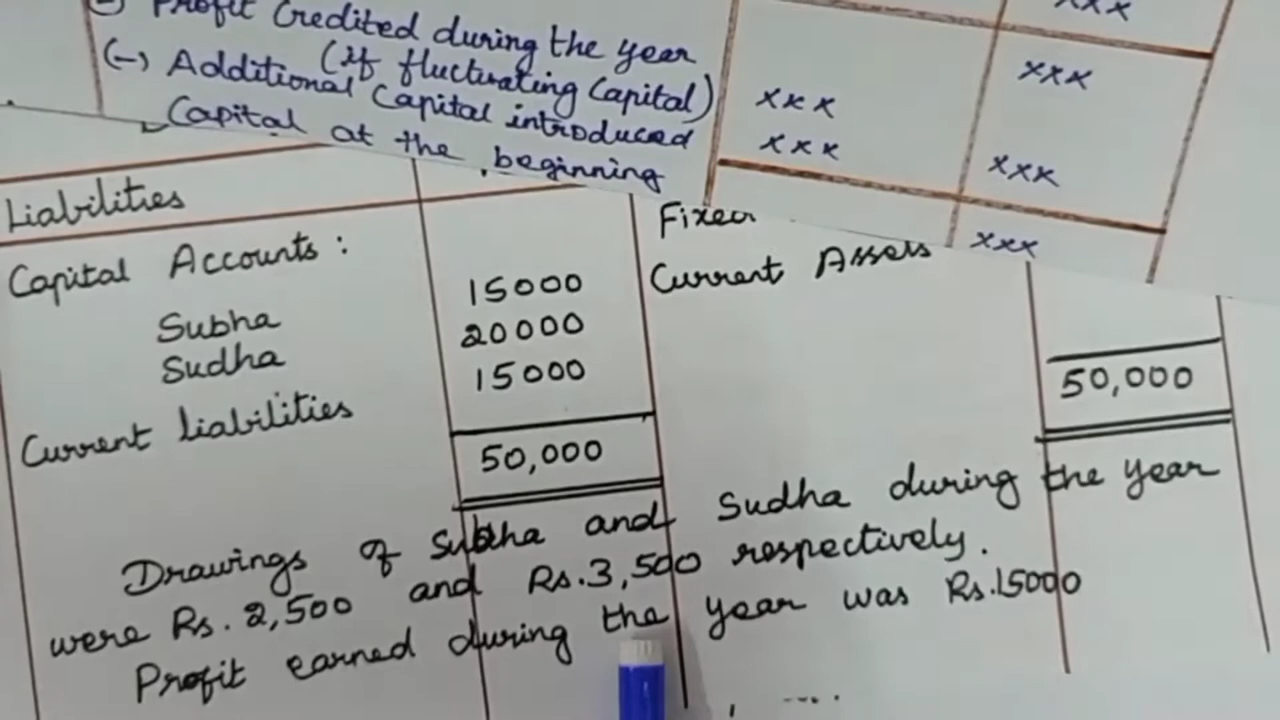 Profit Credited during the year
(If fluctuating Capital) xxx
(-) Additional Capital introduced xxx xxx
Capital at the beginning xxx xxx
xxx
Liabilities
Capital Accounts : Current Assets
Subha 15000
Sudha 20000
Current liabilities 15000 50,000
50,000
Drawings of Subha and Sudha during the year
were Rs. 2,500 and Rs.3,500 respectively.
Profit earned during the year was Rs.15000